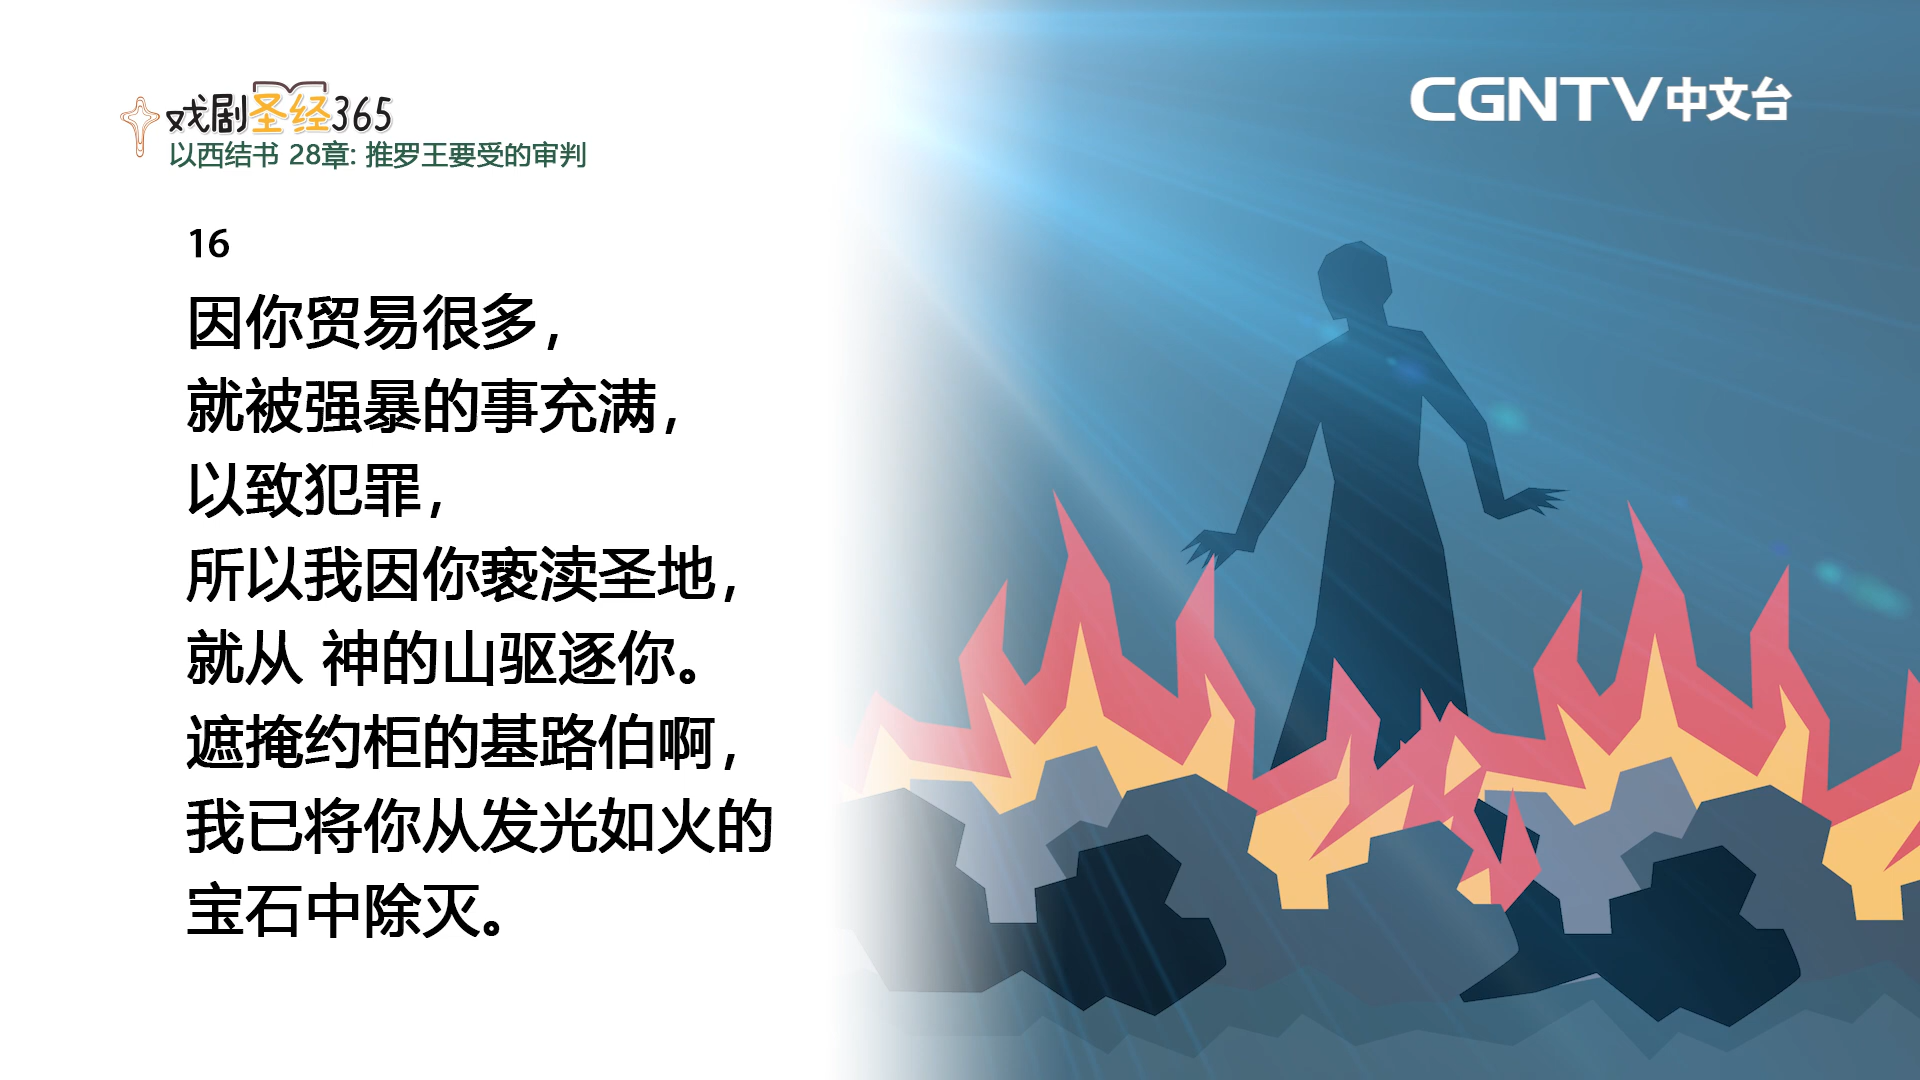 戏剧圣经365
CGNTV中文台
以西结书 28章: 推罗王要受的审判
16
因你贸易很多，
就被强暴的事充满，
以致犯罪，
所以我因你亵渎圣地，
就从 神的山驱逐你。
遮掩约柜的基路伯啊，
我已将你从发光如火的
宝石中除灭。